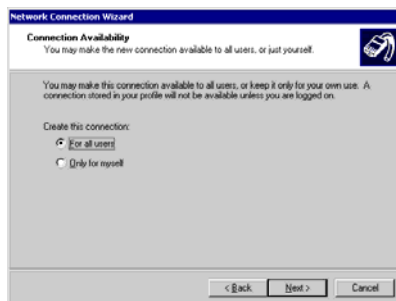 Network Connection Wizard
Connection Availability
You may make the new connection available to all users, or just yourself.
You may make this connection available to all users, or keep it only for your own use. A
connection stored in your profile will not be available unless you are logged on.
Create this connection:
For all users
Only for myself
< Back
Next >
Cancel